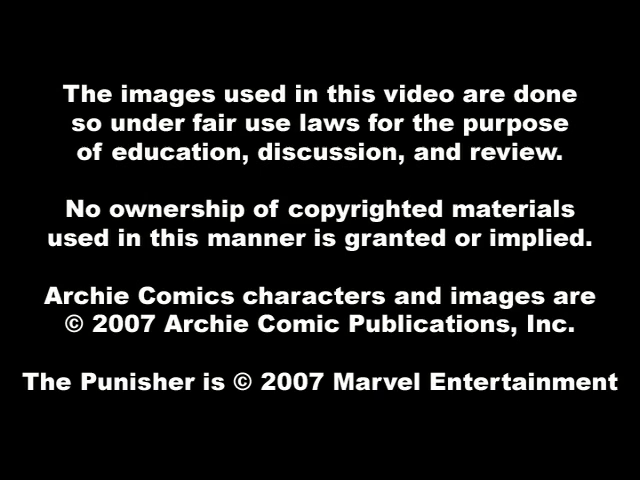 The images used in this video are done
so under fair use laws for the purpose
of education, discussion, and review.
No ownership of copyrighted materials
used in this manner is granted or implied.
Archie Comics characters and images are
© 2007 Archie Comic Publications, Inc.
The Punisher is © 2007 Marvel Entertainment